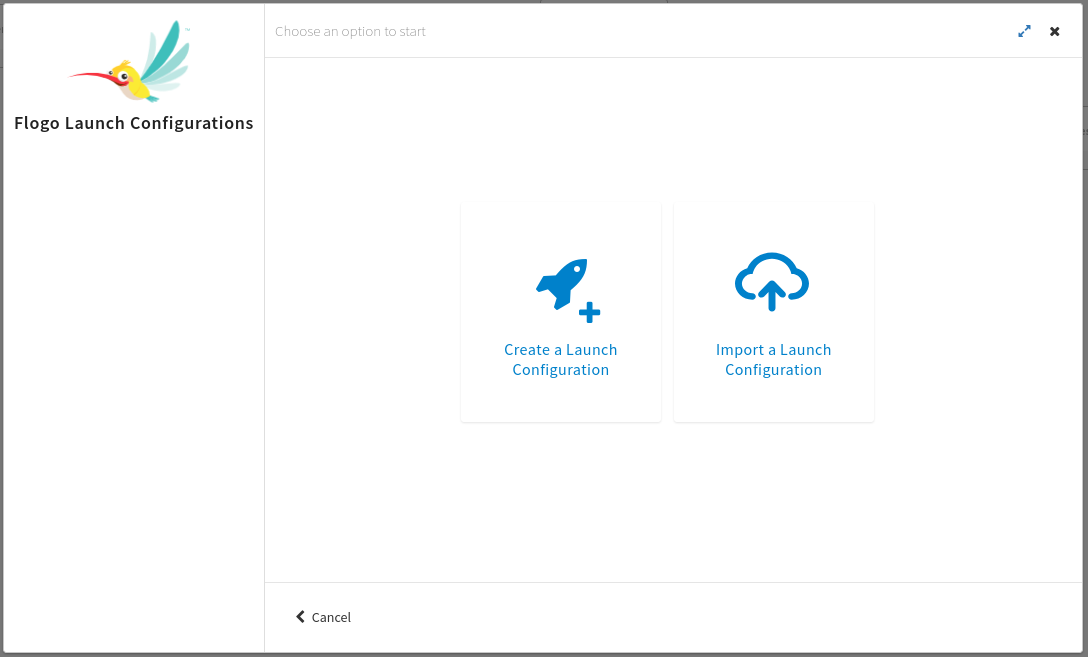 Flogo Launch Configurations
Choose an option to start
Create a Launch
Configuration
Import a Launch
Configuration
Cancel